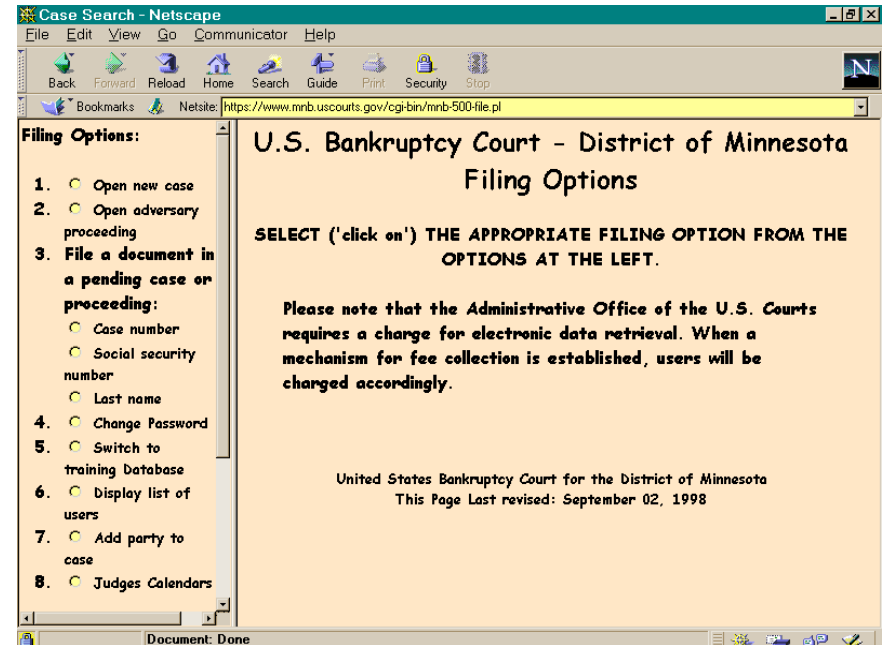 Case Search - Netscape
File Edit View Go Communicator Help
Back Forward Reload Home Search Guide Print Security Stop
N
Bookmarks Netsite: https://www.mnb.uscourts.gov/cgi-bin/mnb-500-file.pl
Filing Options:
1. Open new case
2. Open adversary
proceeding
3. File a document in
a pending case or
proceeding:
Case number
Social security
number
Last name
4. Change Password
5. Switch to
training Database
6. Display list of
users
7. Add party to
case
8. Judges Calendars
U.S. Bankruptcy Court - District of Minnesota
Filing Options
SELECT ('click on') THE APPROPRIATE FILING OPTION FROM THE
OPTIONS AT THE LEFT.
Please note that the Administrative Office of the U.S. Courts
requires a charge for electronic data retrieval. When a
mechanism for fee collection is established, users will be
charged accordingly.
United States Bankruptcy Court for the District of Minnesota
This Page Last revised: September 02, 1998
Document: Done